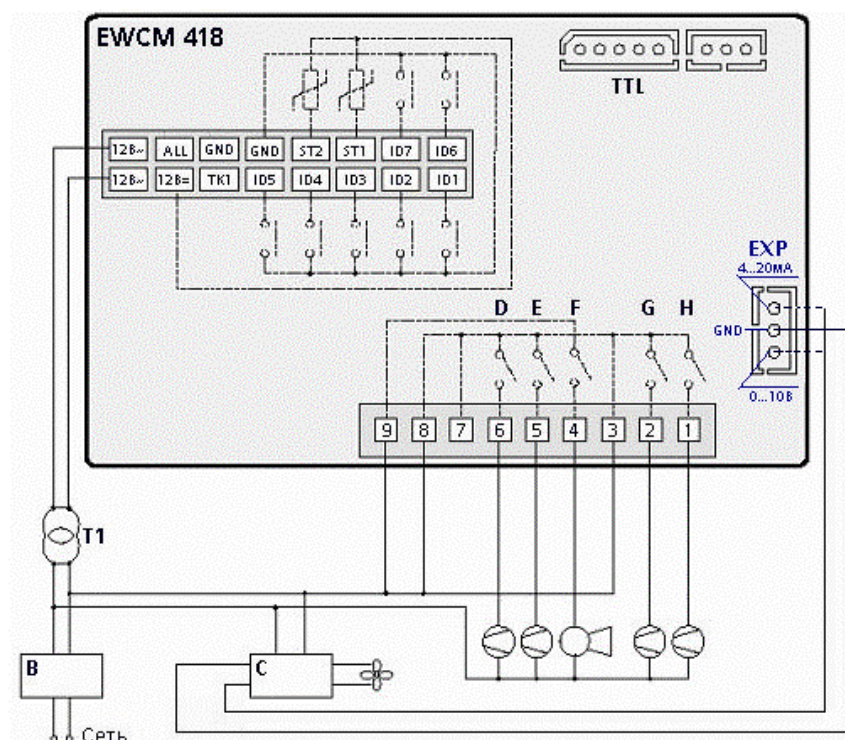 EWCM 418
TTL
12В~ ALL GND GND ST2 ST1 ID7 ID6
12В~ 12В= TK1 ID5 ID4 ID3 ID2 ID1
EXP
4...20мА
GND
0...10В
D E F G H
9 8 7 6 5 4 3 2 1
T1
B
C
Сеть